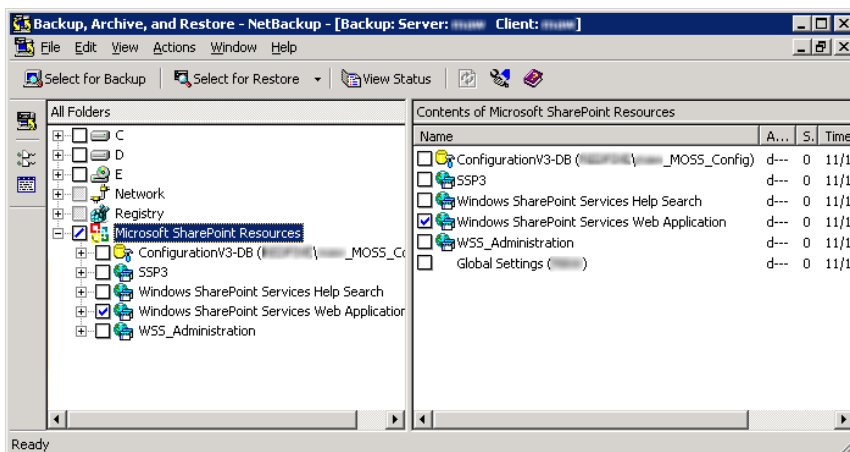 Backup, Archive, and Restore - NetBackup - [Backup: Server: Client: ]
File Edit View Actions Window Help
Select for Backup Select for Restore View Status
All Folders
C
D
E
Network
Registry
Microsoft SharePoint Resources
ConfigurationV3-DB ( \ _MOSS_Co
SSP3
Windows SharePoint Services Help Search
Windows SharePoint Services Web Application
WSS_Administration
Contents of Microsoft SharePoint Resources
Name A... S. Time
ConfigurationV3-DB ( \ _MOSS_Config) d--- 0 11/1
SSP3 d--- 0 11/1
Windows SharePoint Services Help Search d--- 0 11/1
Windows SharePoint Services Web Application d--- 0 11/1
WSS_Administration d--- 0 11/1
Global Settings ( ) d--- 0 11/1
Ready